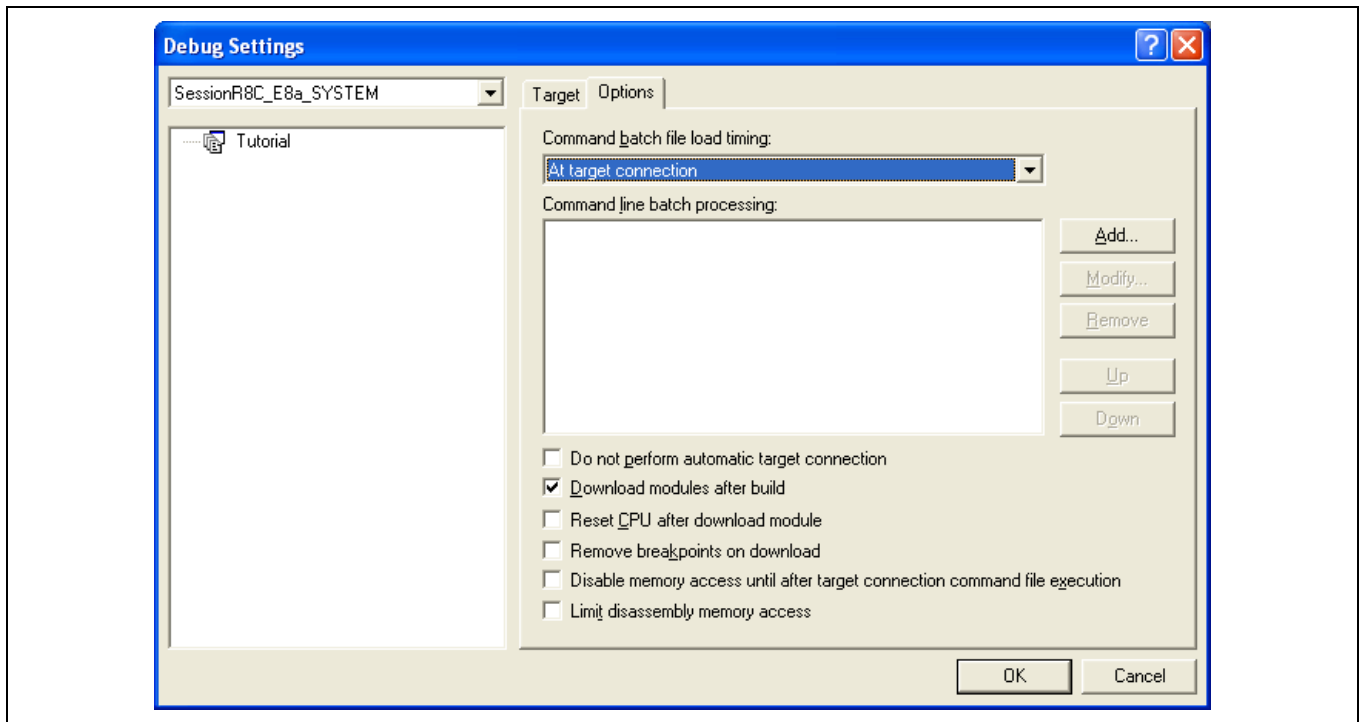 Debug Settings
SessionR8C_E8a_SYSTEM
Tutorial
Target Options
Command batch file load timing:
At target connection
Command line batch processing:
Add...
Modify...
Remove
Up
Down
Do not perform automatic target connection
Download modules after build
Reset CPU after download module
Remove breakpoints on download
Disable memory access until after target connection command file execution
Limit disassembly memory access
OK Cancel